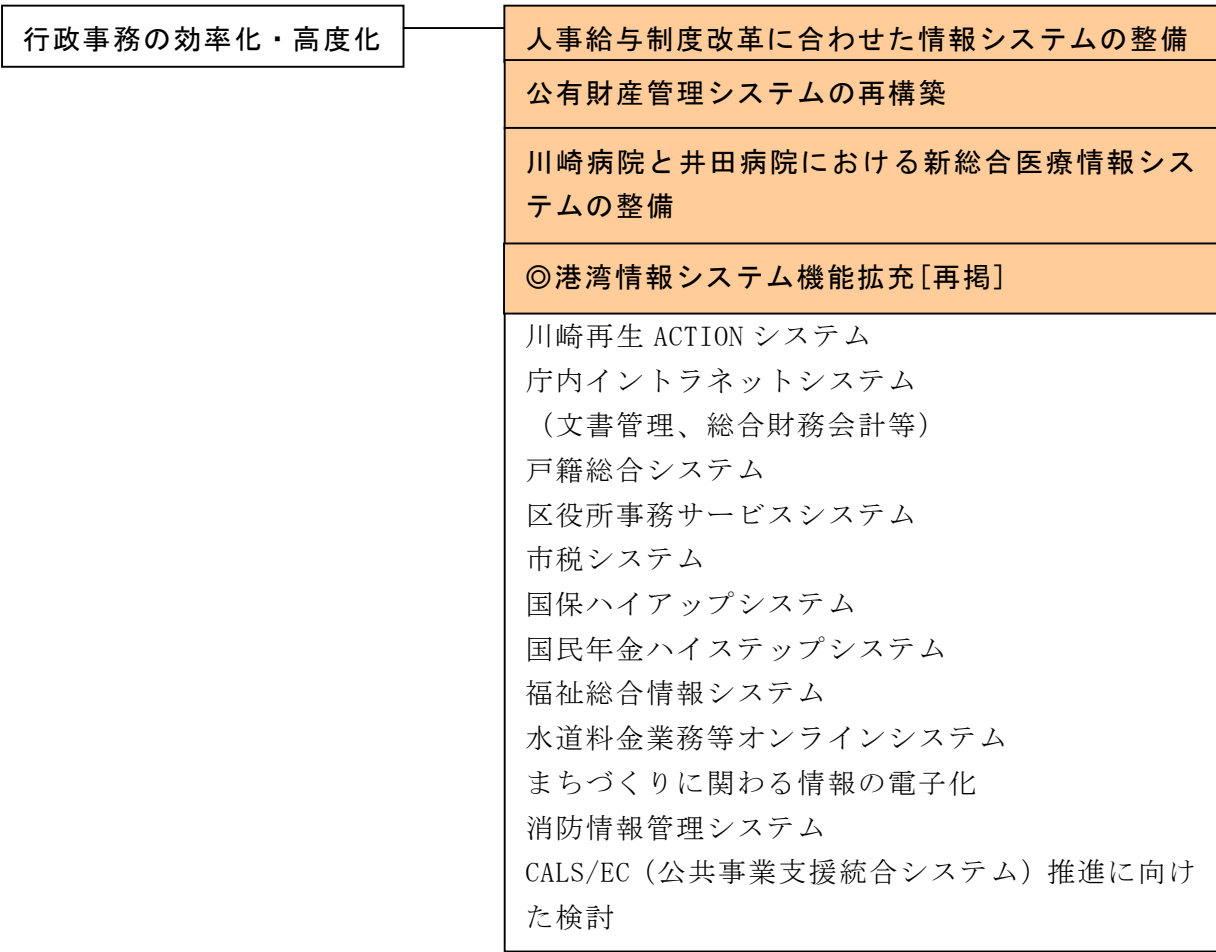 行政事務の効率化・高度化
人事給与制度改革に合わせた情報システムの整備
公有財産管理システムの再構築
川崎病院と井田病院における新総合医療情報シス
テムの整備
◎港湾情報システム機能拡充[再掲]
川崎再生 ACTION システム
庁内イントラネットシステム
（文書管理、総合財務会計等）
戸籍総合システム
区役所事務サービスシステム
市税システム
国保ハイアップシステム
国民年金ハイステップシステム
福祉総合情報システム
水道料金業務等オンラインシステム
まちづくりに関わる情報の電子化
消防情報管理システム
CALS/EC（公共事業支援統合システム）推進に向け
た検討